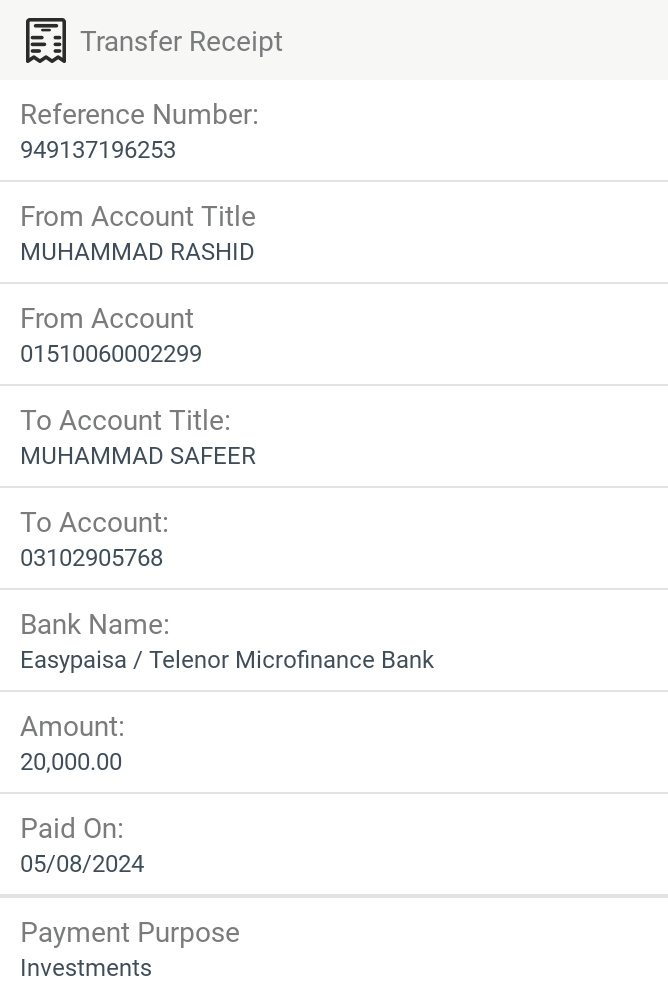 Transfer Receipt
Reference Number:
949137196253
From Account Title
MUHAMMAD RASHID
From Account
01510060002299
To Account Title:
MUHAMMAD SAFEER
To Account:
03102905768
Bank Name:
Easypaisa / Telenor Microfinance Bank
Amount:
20,000.00
Paid On:
05/08/2024
Payment Purpose
Investments